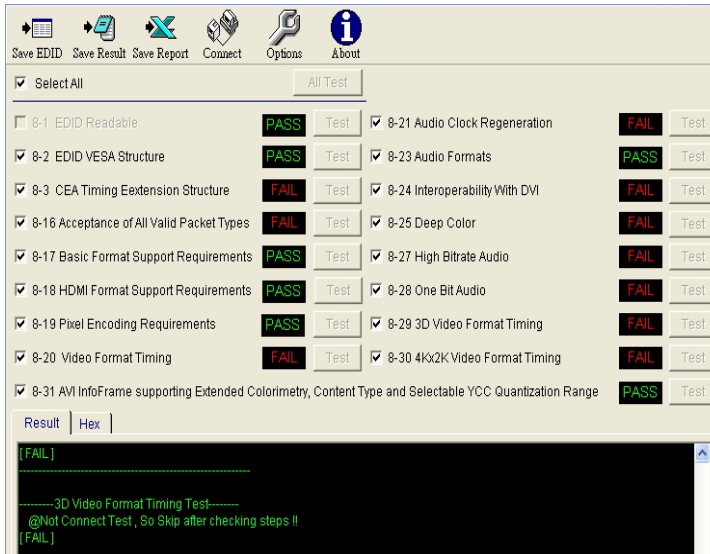 Save EDID Save Result Save Report Connect Options About
Select All All Test
8-1 EDID Readable PASS Test
8-2 EDID VESA Structure PASS Test
8-3 CEA Timing Eextension Structure FAIL Test
8-16 Acceptance of All Valid Packet Types FAIL Test
8-17 Basic Format Support Requirements PASS Test
8-18 HDMI Format Support Requirements PASS Test
8-19 Pixel Encoding Requirements PASS Test
8-20 Video Format Timing FAIL Test
8-21 Audio Clock Regeneration FAIL Test
8-23 Audio Formats PASS Test
8-24 Interoperability With DVI FAIL Test
8-25 Deep Color FAIL Test
8-27 High Bitrate Audio FAIL Test
8-28 One Bit Audio FAIL Test
8-29 3D Video Format Timing FAIL Test
8-30 4Kx2K Video Format Timing FAIL Test
8-31 AVI InfoFrame supporting Extended Colorimetry, Content Type and Selectable YCC Quantization Range PASS Test
Result Hex
[FAIL]
------------------------------------------------------------
---------3D Video Format Timing Test--------
@Not Connect Test , So Skip after checking steps !!
[FAIL]